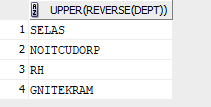 UPPER(REVERSE(DEPT))
1 SELAS
2 NOITCUDORP
3 RH
4 GNITEKRAM